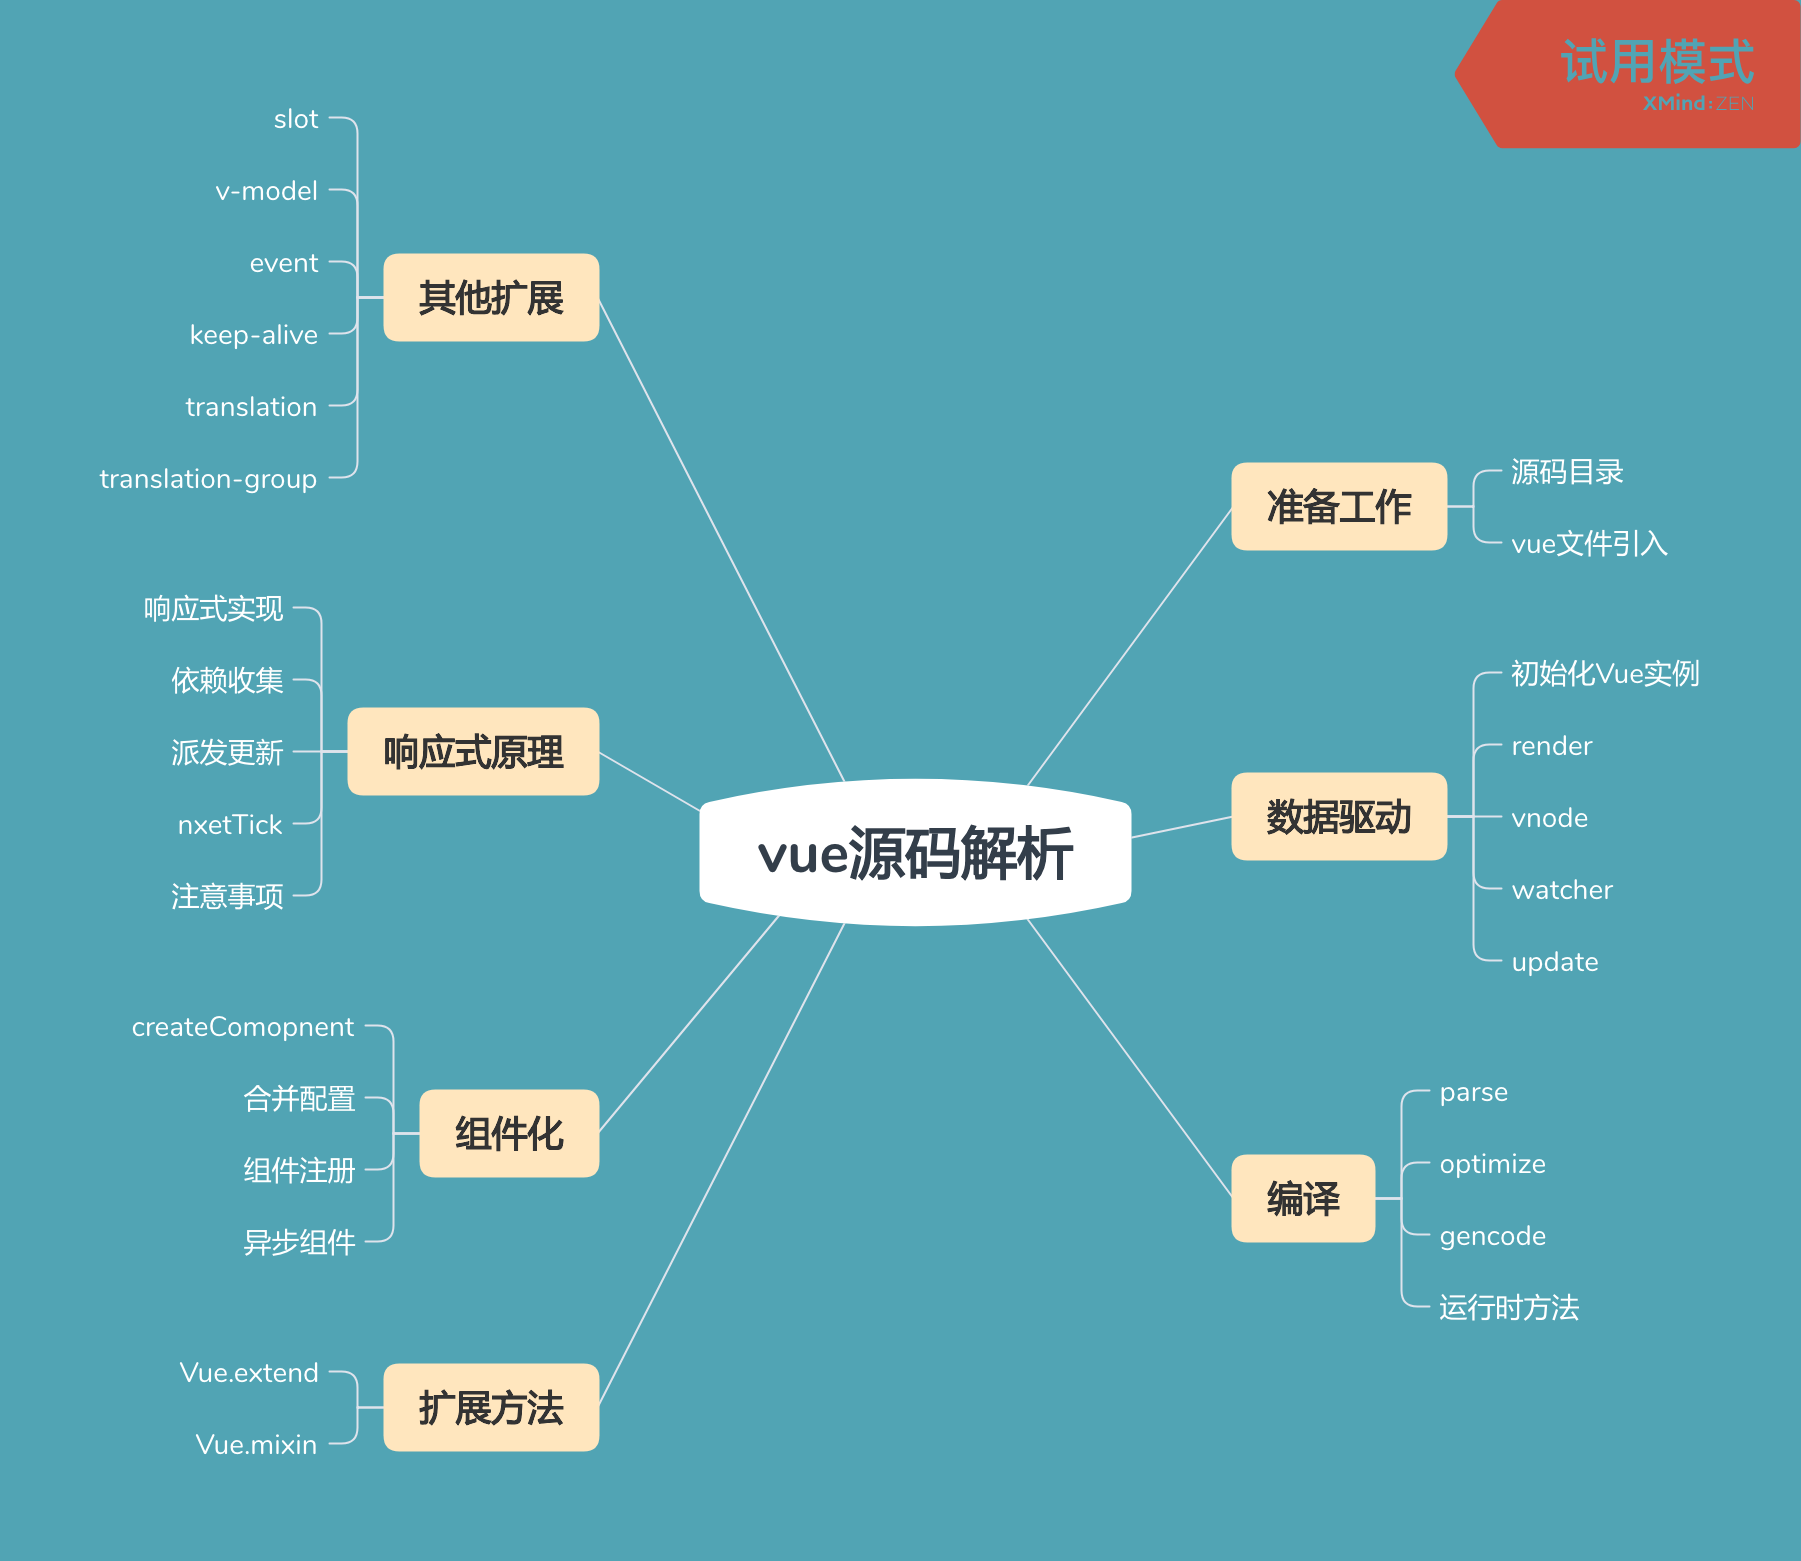 试用模式
XMind:ZEN
vue源码解析
准备工作
源码目录
vue文件引入
数据驱动
初始化Vue实例
render
vnode
watcher
update
编译
parse
optimize
gencode
运行时方法
其他扩展
slot
v-model
event
keep-alive
translation
translation-group
响应式原理
响应式实现
依赖收集
派发更新
nxetTick
注意事项
组件化
createComopnent
合并配置
组件注册
异步组件
扩展方法
Vue.extend
Vue.mixin